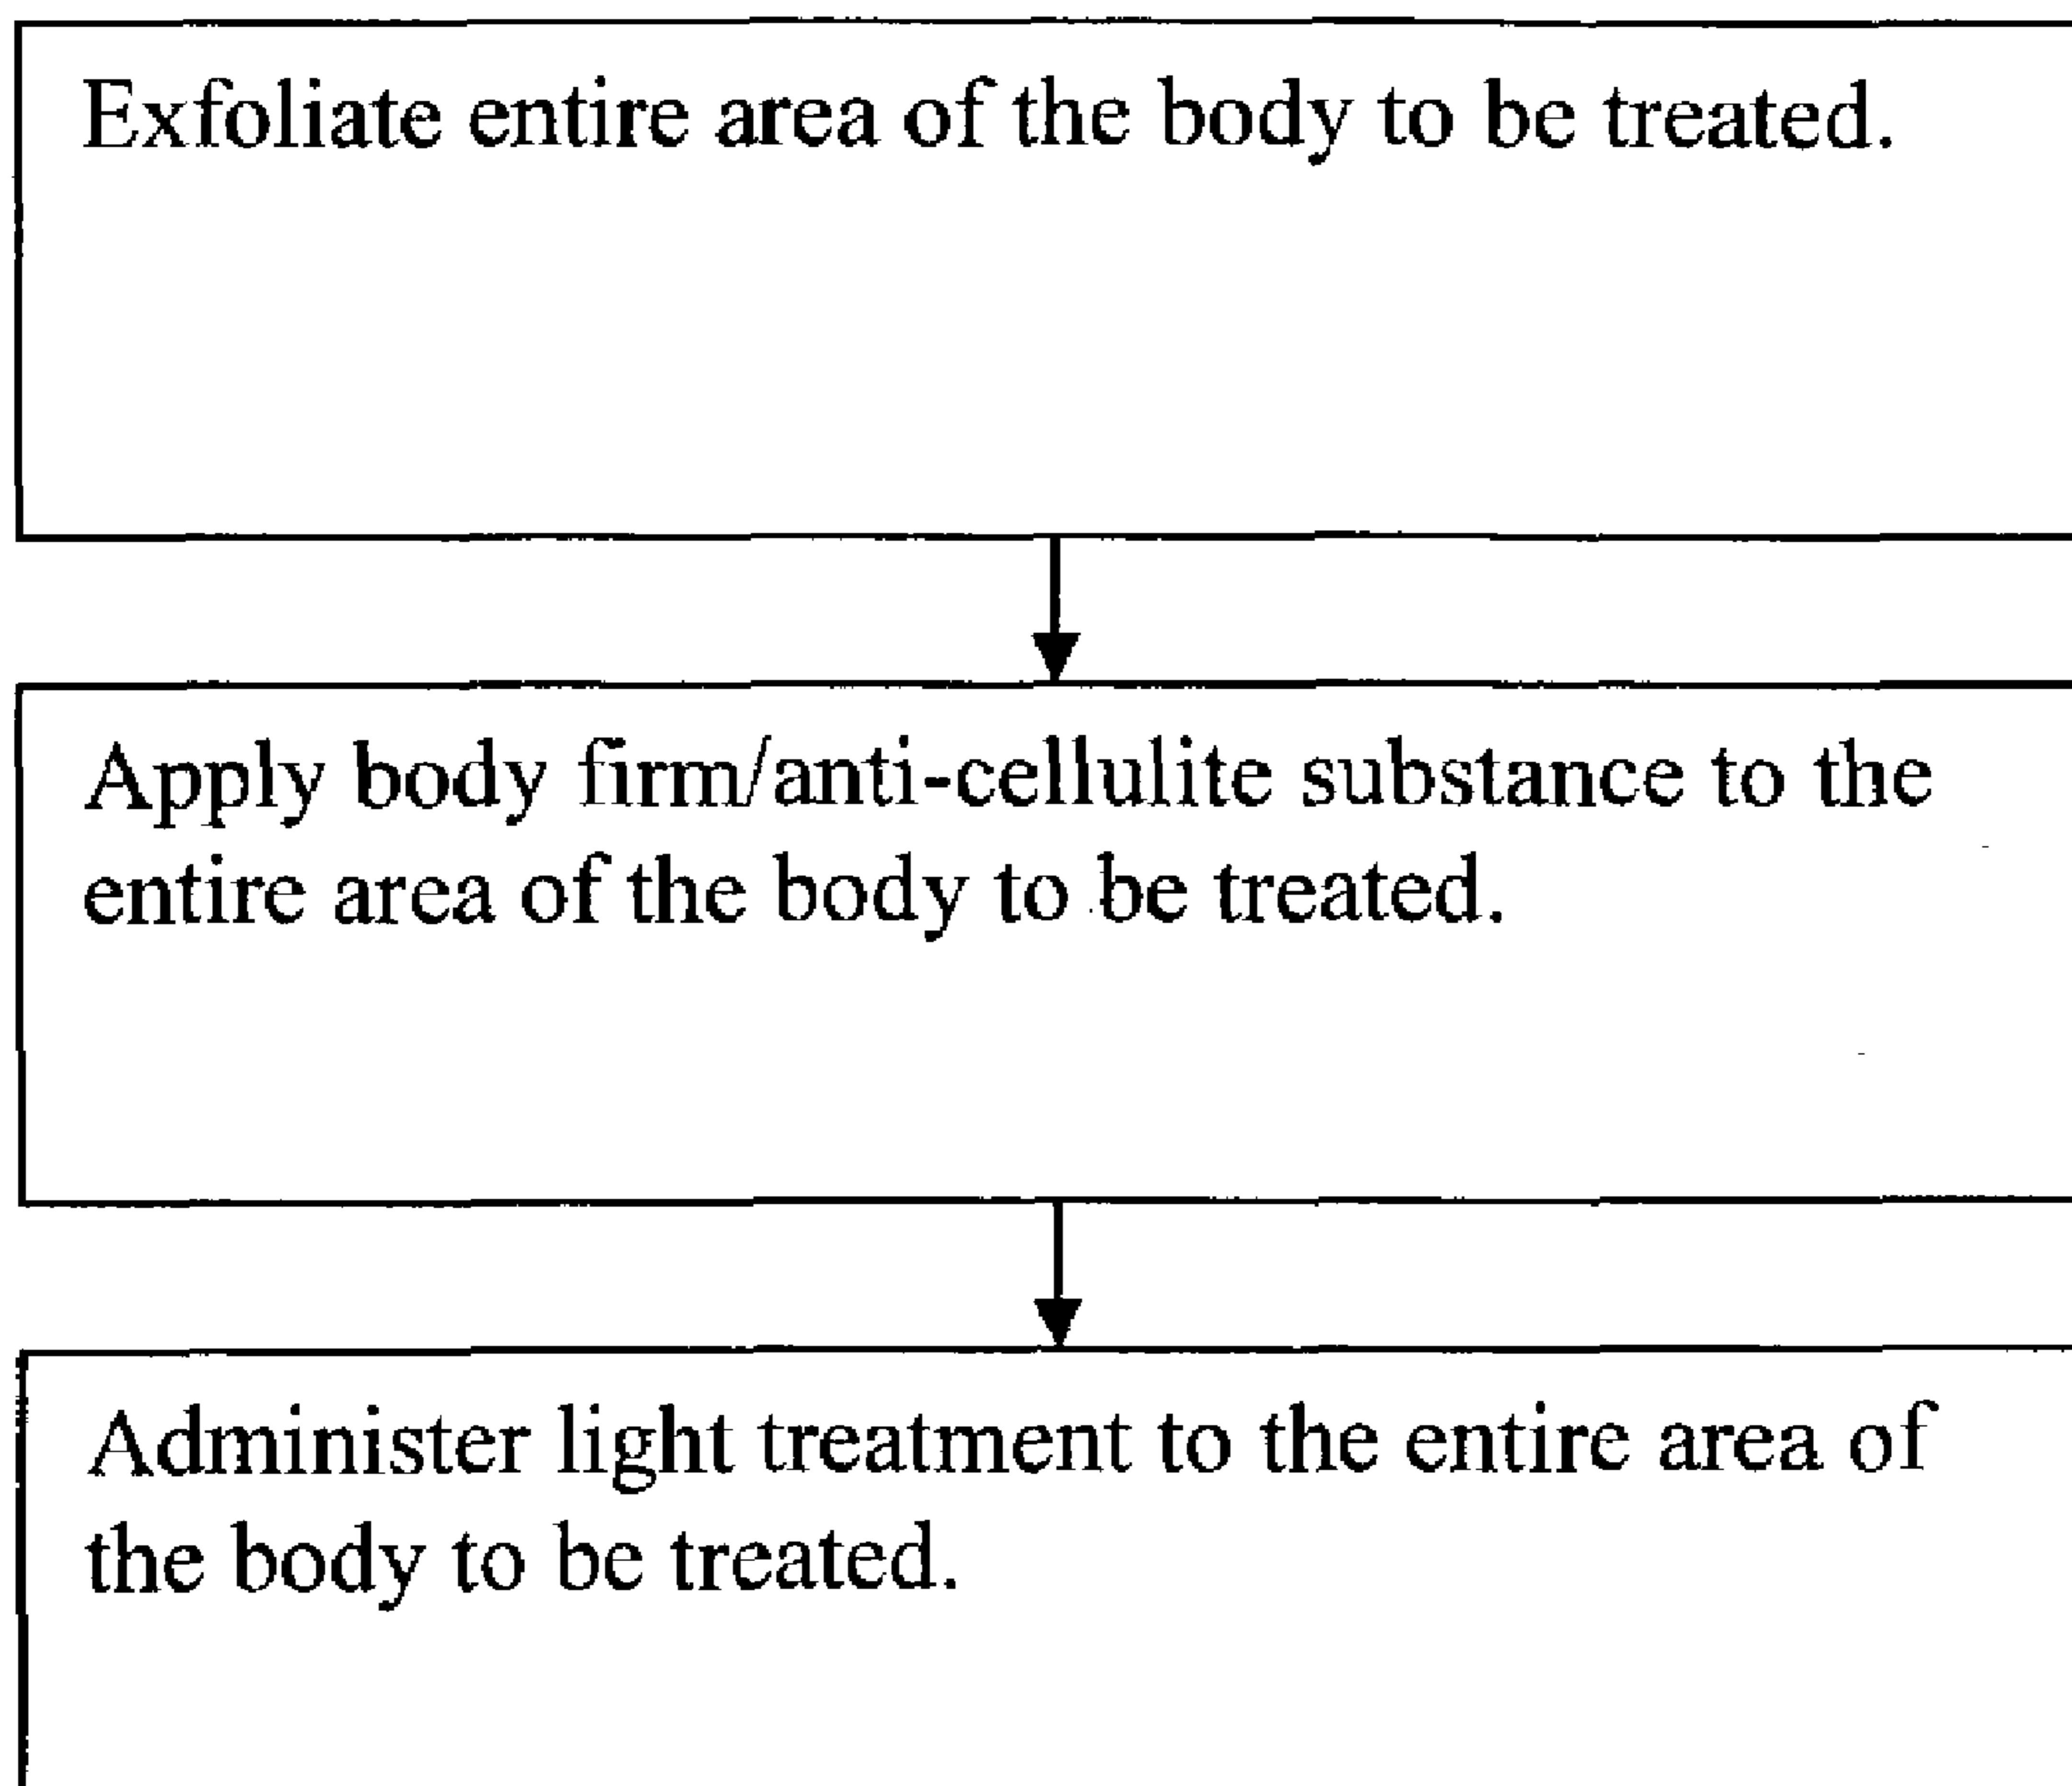 Exfoliate entire area of the body to be treated.
Apply body firm/anti-cellulite substance to the
entire area of the body to be treated.
Administer light treatment to the entire area of
the body to be treated.